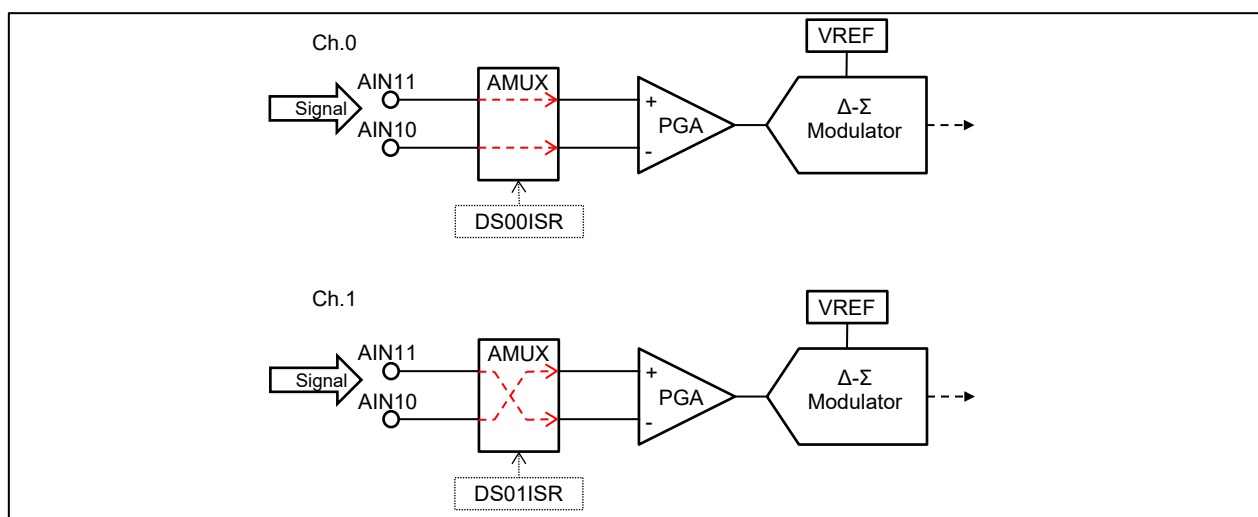 Ch.0
VREF
AIN11
AMUX
Signal
+
Δ-Σ
Modulator
PGA
AIN10
-
DS00ISR
Ch.1
VREF
AIN11
AMUX
Signal
+
Δ-Σ
Modulator
PGA
AIN10
-
DS01ISR